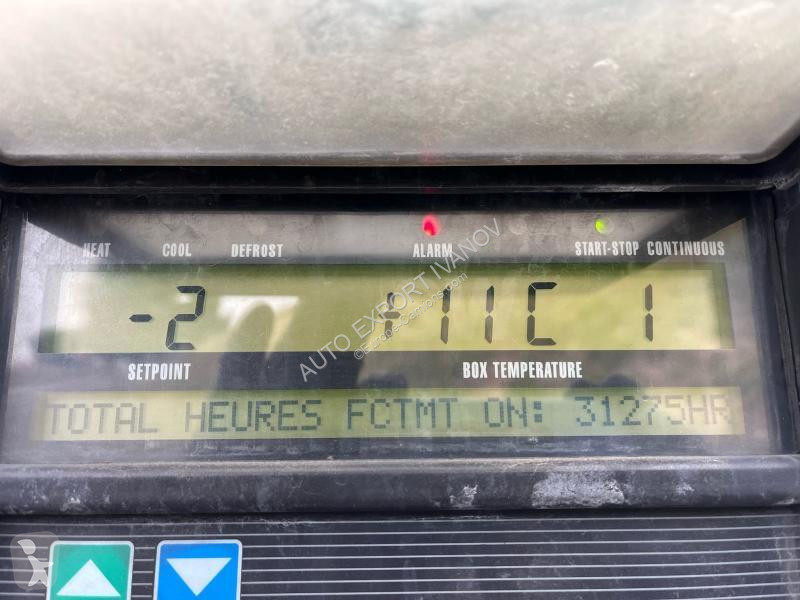 HEAT COOL DEFROST ALARM START-STOP CONTINUOUS
-2 +11C 1
SETPOINT BOX TEMPERATURE
TOTAL HEURES FCTMT ON: 31275HR
AUTO EXPORT IVANOV